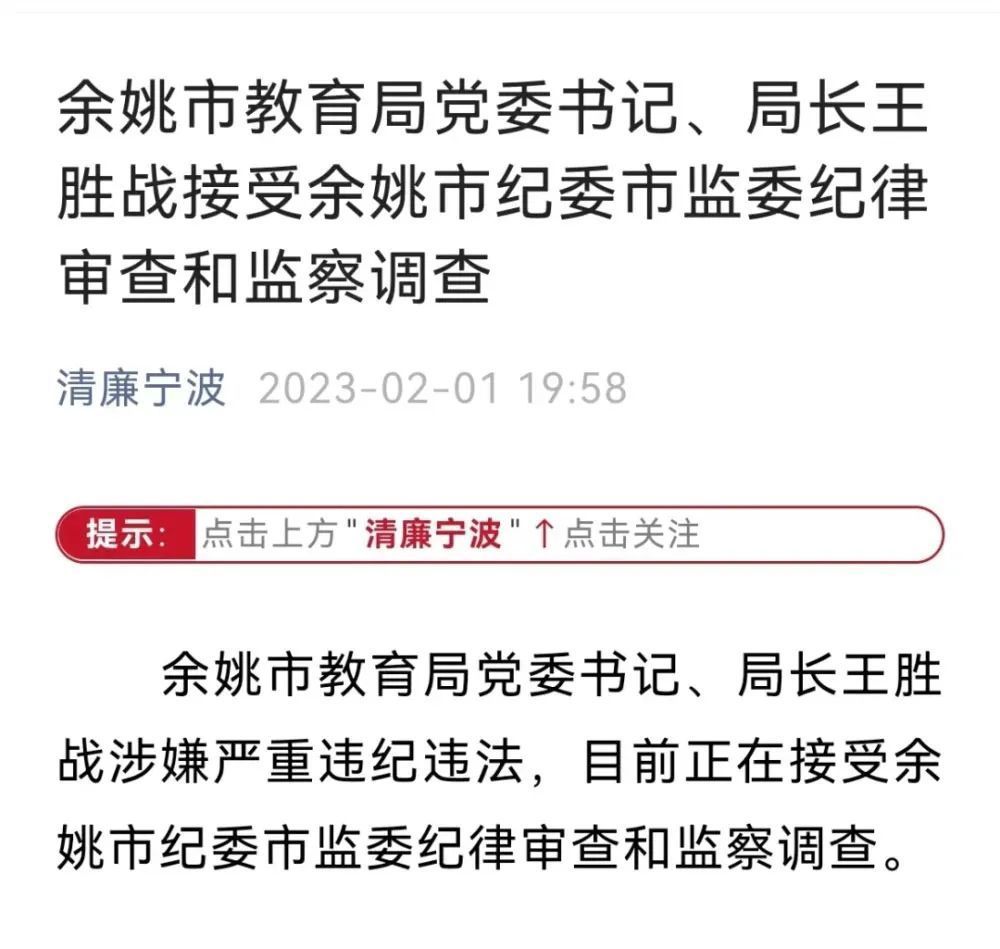 余姚市教育局党委书记、局长王
胜战接受余姚市纪委市监委纪律
审查和监察调查
清廉宁波 2023-02-01 19:58
提示: 点击上方"清廉宁波"↑点击关注
余姚市教育局党委书记、局长王胜
战涉嫌严重违纪违法，目前正在接受余
姚市纪委市监委纪律审查和监察调查。